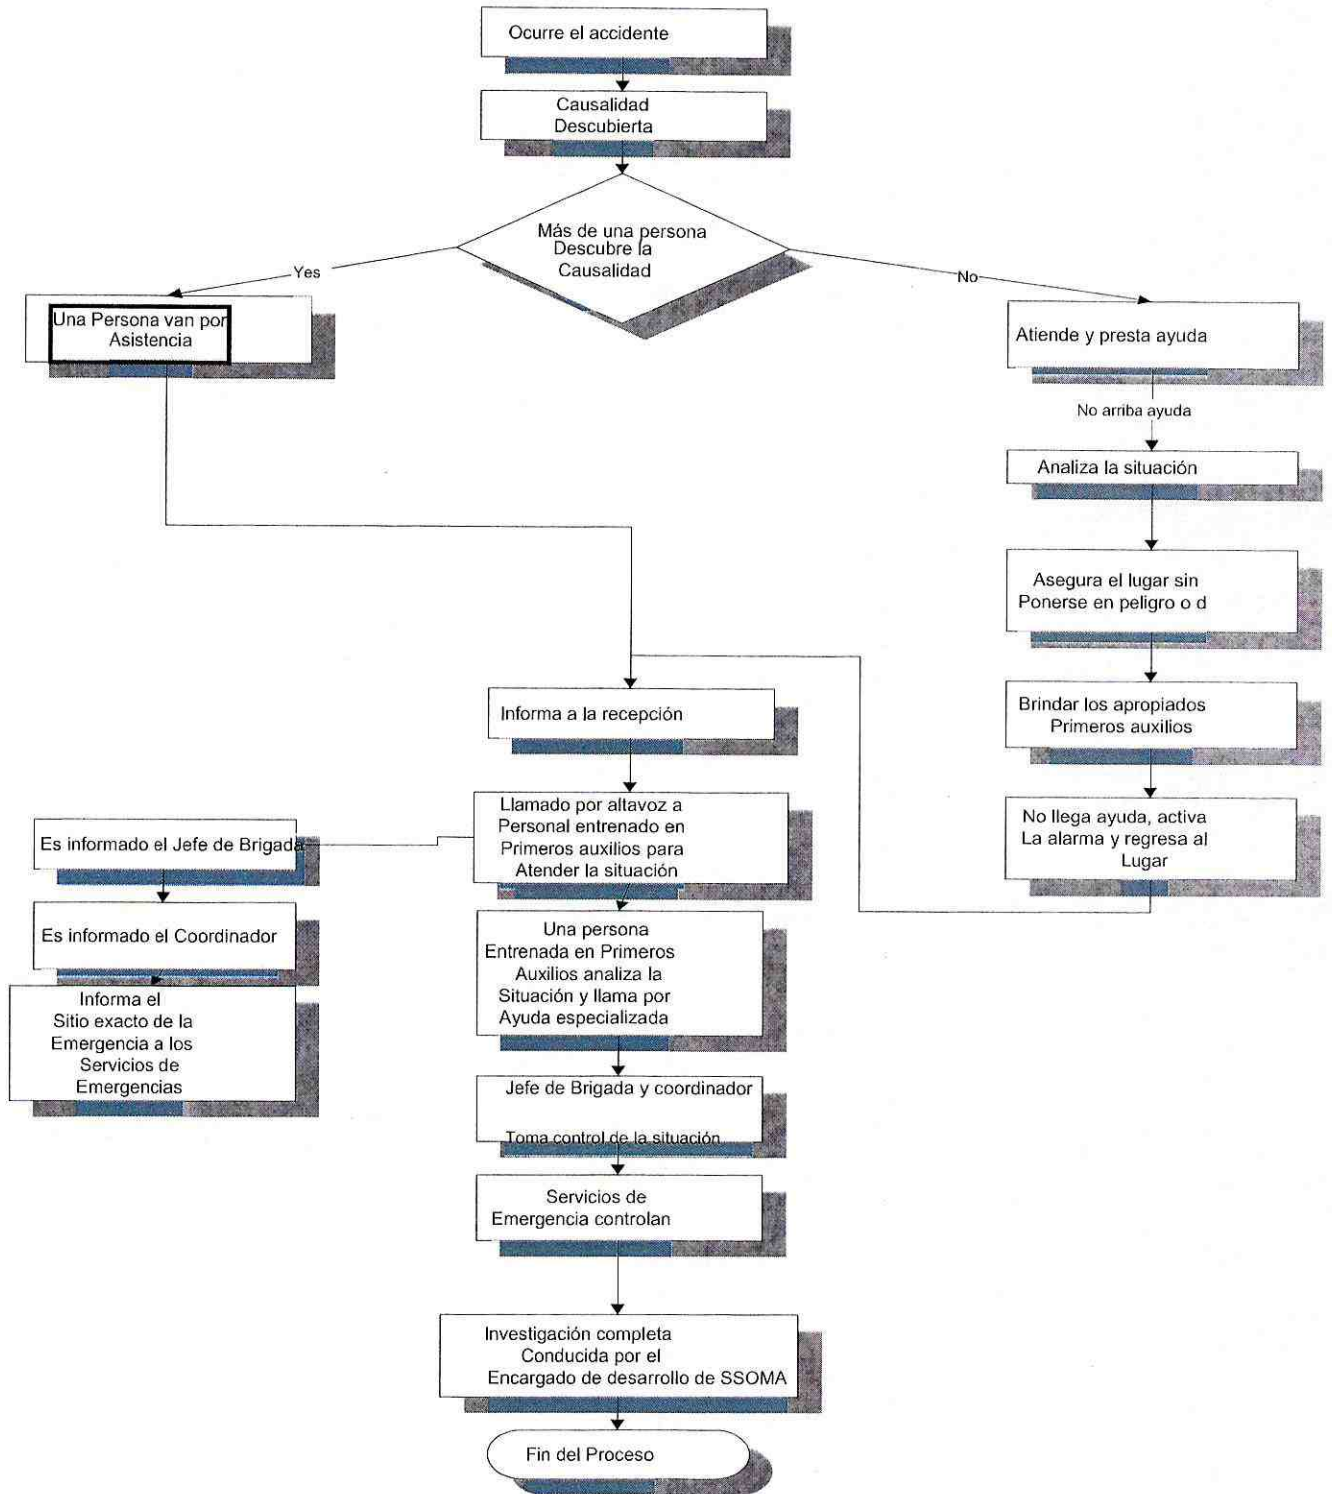 Ocurre el accidente
Causalidad
Descubierta
Más de una persona
Descubre la
Causalidad
Yes
No
Una Persona van por
Asistencia
Atiende y presta ayuda
No arriba ayuda
Analiza la situación
Asegura el lugar sin
Ponerse en peligro o d
Brindar los apropiados
Primeros auxilios
No llega ayuda, activa
La alarma y regresa al
Lugar
Informa a la recepción
Llamado por altavoz a
Personal entrenado en
Primeros auxilios para
Atender la situación
Es informado el Jefe de Brigada
Es informado el Coordinador
Informa el
Sitio exacto de la
Emergencia a los
Servicios de
Emergencias
Una persona
Entrenada en Primeros
Auxilios analiza la
Situación y llama por
Ayuda especializada
Jefe de Brigada y coordinador
Toma control de la situación
Servicios de
Emergencia controlan
Investigación completa
Conducida por el
Encargado de desarrollo de SSOMA
Fin del Proceso